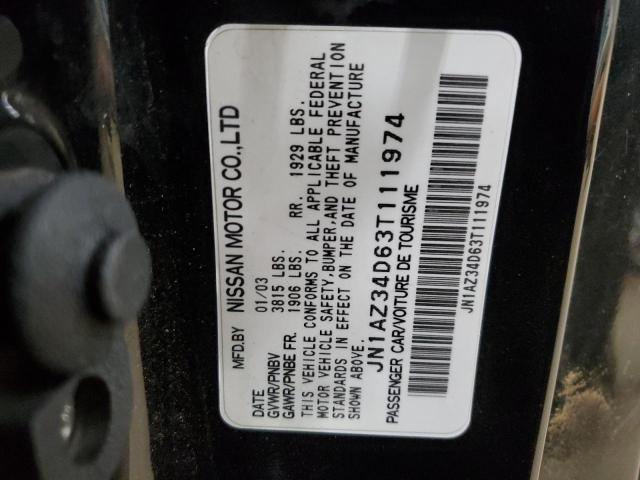 MFD.BY NISSAN MOTOR CO.,LTD
DATE 01/03
GVWR/PNBV 3815 LBS.
GAWR/PNBE FR. 1906 LBS. RR. 1929 LBS.
THIS VEHICLE CONFORMS TO ALL APPLICABLE FEDERAL
MOTOR VEHICLE SAFETY,BUMPER,AND THEFT PREVENTION
STANDARDS IN EFFECT ON THE DATE OF MANUFACTURE
SHOWN ABOVE.
JN1AZ34D63T111974
PASSENGER CAR/VOITURE DE TOURISME
JN1AZ34D63T111974